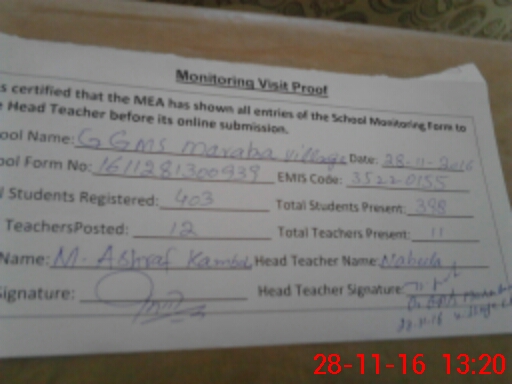 Monitoring Visit Proof
s certified that the MEA has shown all entries of the School Monitoring Form to
e Head Teacher before its online submission.
ool Name: GGMS maraba village Date: 28-11-2016
ool Form No: 1611281300939 EMIS Code: 35220155
l Students Registered: 403 Total Students Present: 398
TeachersPosted: 12 Total Teachers Present: 11
Name: M. Ashraf Kamboh Head Teacher Name: Nabeela
Signature: Head Teacher Signature:
28-11-16 13:20